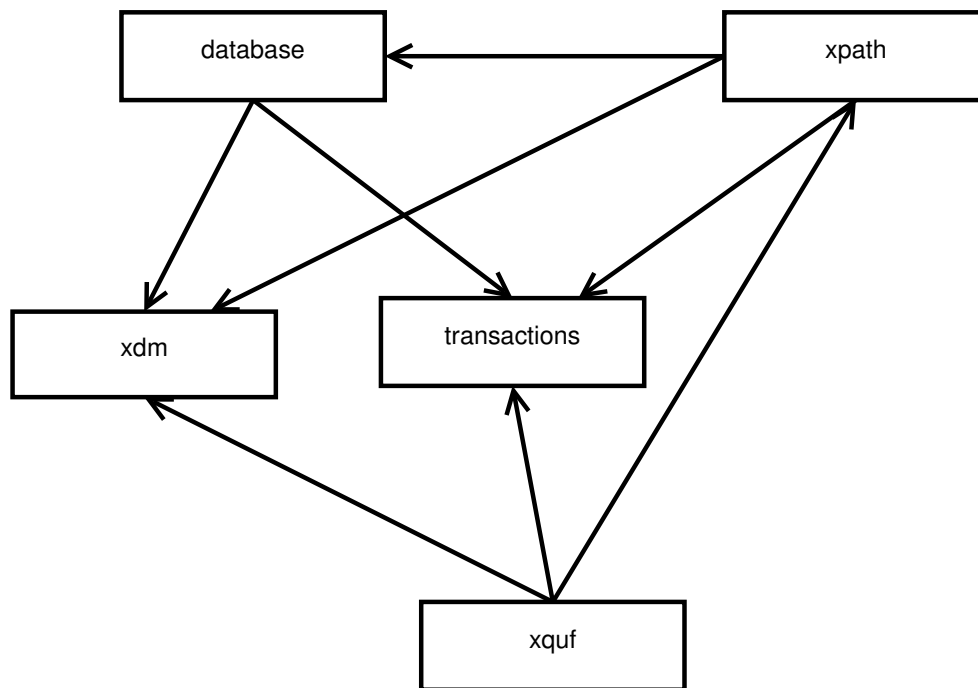 database
xpath
xdm
transactions
xquf